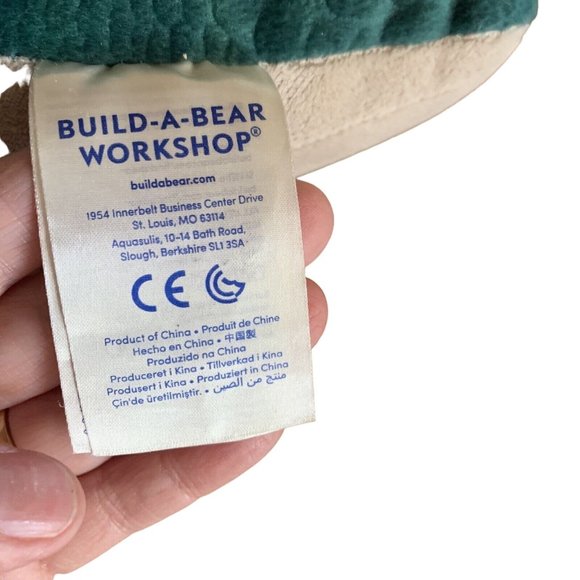 BUILD-A-BEAR
WORKSHOP®
buildabear.com
1954 Innerbelt Business Center Drive
St. Louis, MO 63114
Aquasulis, 10-14 Bath Road,
Slough, Berkshire SL1 3SA
CE
Product of China • Produit de Chine
Hecho en China • 中国製
Produzido na China
Produceret i Kina • Tillverkad i Kina
Produsert i Kina • Produziert in China
Çin'de üretilmiştir. • منتج من الصين